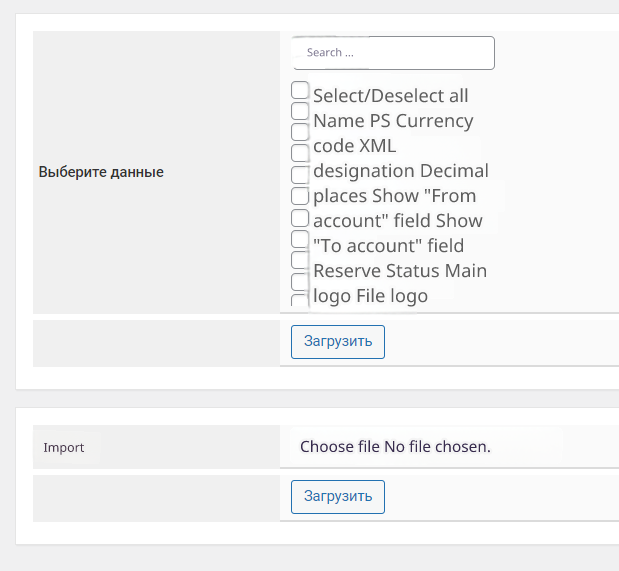 Search ...
Выберите данные
Select/Deselect all
Name PS Currency
code XML
designation Decimal
places Show "From
account" field Show
"To account" field
Reserve Status Main
logo File logo
Загрузить
Import
Choose file No file chosen.
Загрузить